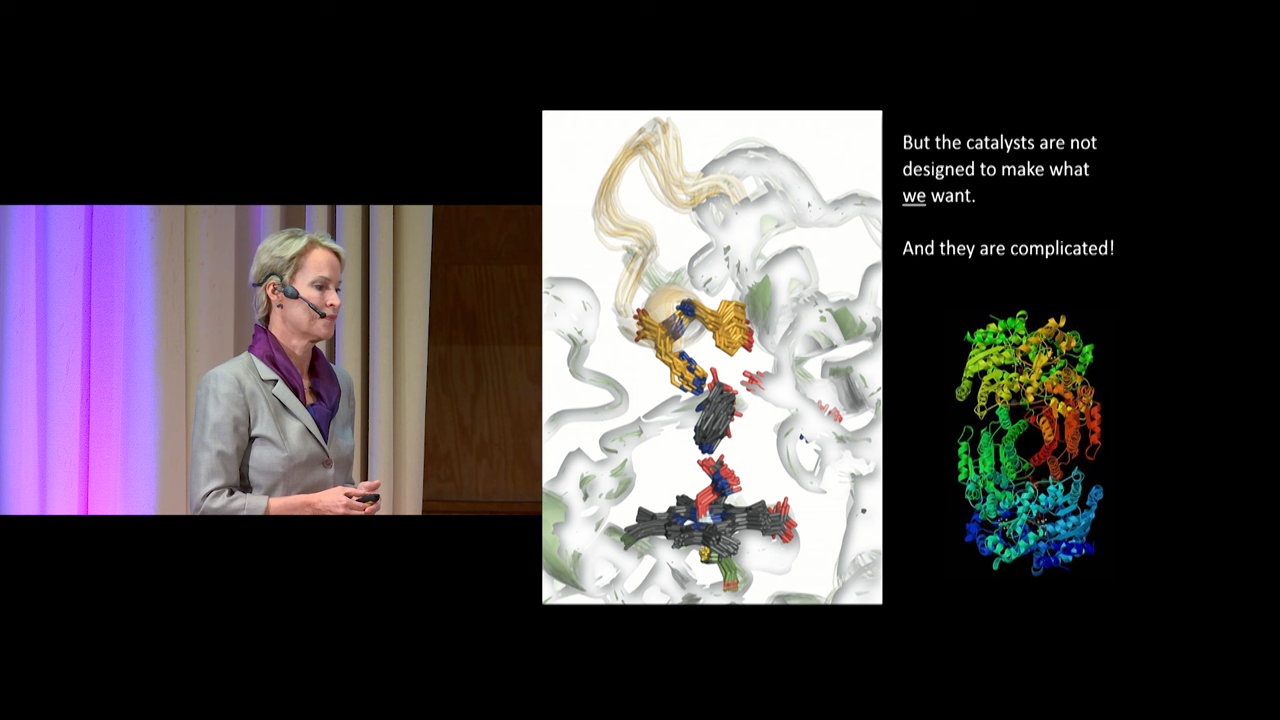 But the catalysts are not
designed to make what
we want.
And they are complicated!